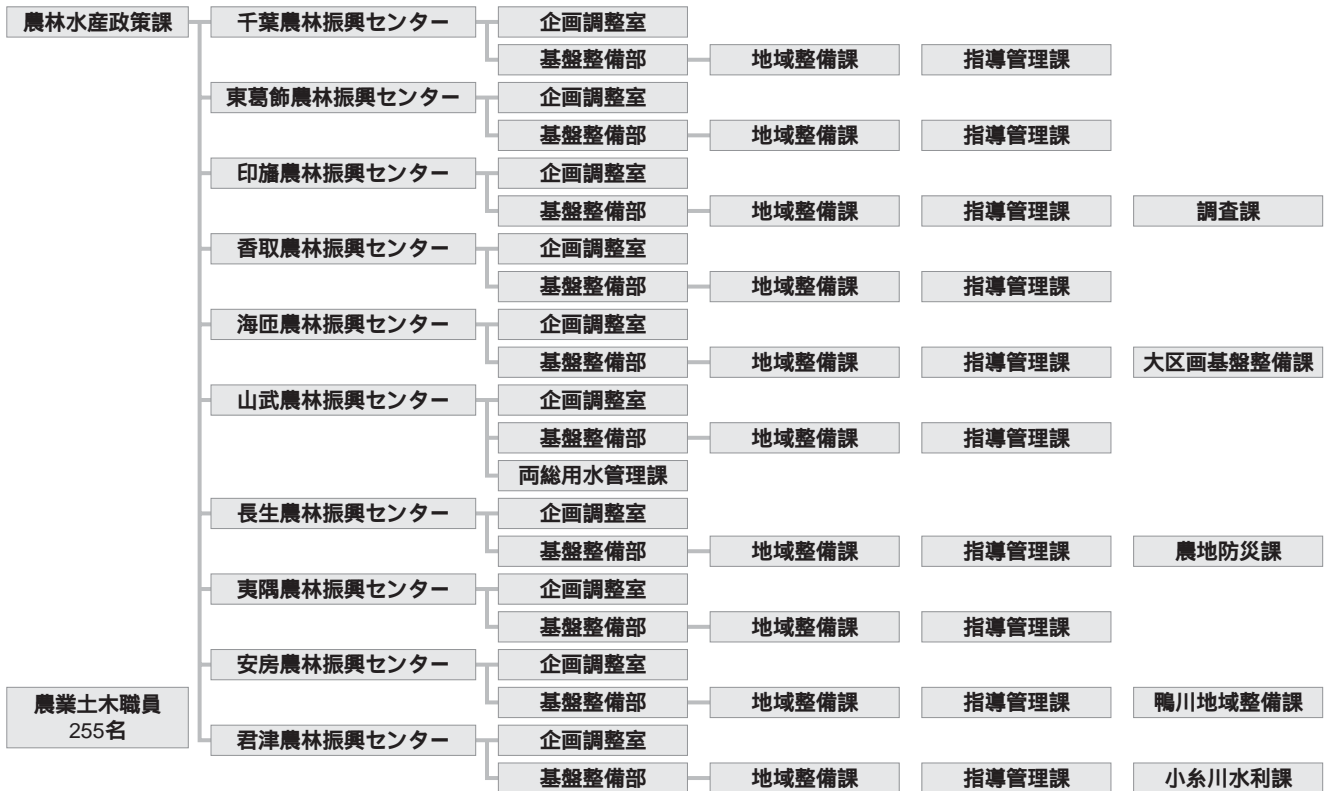 農林水産政策課 千葉農林振興センター 企画調整室
基盤整備部 地域整備課 指導管理課
東葛飾農林振興センター 企画調整室
基盤整備部 地域整備課 指導管理課
印旛農林振興センター 企画調整室
基盤整備部 地域整備課 指導管理課 調査課
香取農林振興センター 企画調整室
基盤整備部 地域整備課 指導管理課
海匝農林振興センター 企画調整室
基盤整備部 地域整備課 指導管理課 大区画基盤整備課
山武農林振興センター 企画調整室
基盤整備部 地域整備課 指導管理課
両総用水管理課
長生農林振興センター 企画調整室
基盤整備部 地域整備課 指導管理課 農地防災課
夷隅農林振興センター 企画調整室
基盤整備部 地域整備課 指導管理課
安房農林振興センター 企画調整室
基盤整備部 地域整備課 指導管理課 鴨川地域整備課
農業土木職員
255名
君津農林振興センター 企画調整室
基盤整備部 地域整備課 指導管理課 小糸川水利課